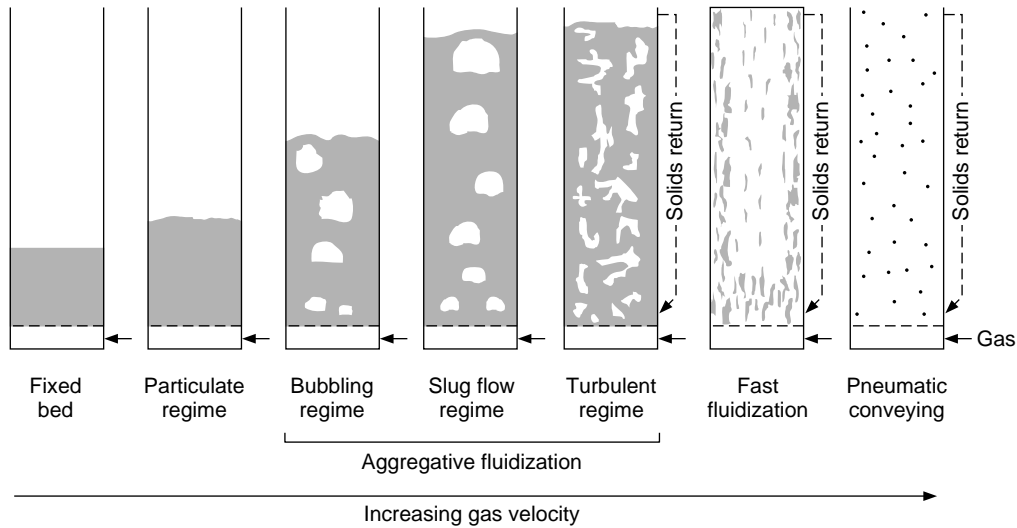 Solids return
Solids return
Solids return
Gas
Fixed
bed
Particulate
regime
Bubbling
regime
Slug flow
regime
Turbulent
regime
Fast
fluidization
Pneumatic
conveying
Aggregative fluidization
Increasing gas velocity